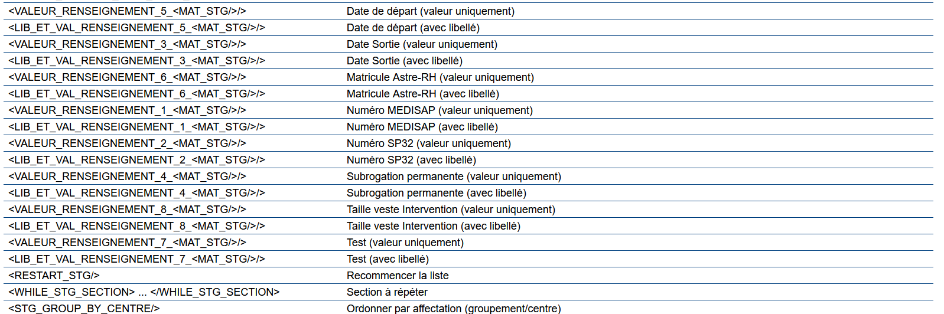 <VALEUR_RENSEIGNEMENT_5_<MAT_STG/>/> Date de départ (valeur uniquement)
<LIB_ET_VAL_RENSEIGNEMENT_5_<MAT_STG/>/> Date de départ (avec libellé)
<VALEUR_RENSEIGNEMENT_3_<MAT_STG/>/> Date Sortie (valeur uniquement)
<LIB_ET_VAL_RENSEIGNEMENT_3_<MAT_STG/>/> Date Sortie (avec libellé)
<VALEUR_RENSEIGNEMENT_6_<MAT_STG/>/> Matricule Astre-RH (valeur uniquement)
<LIB_ET_VAL_RENSEIGNEMENT_6_<MAT_STG/>/> Matricule Astre-RH (avec libellé)
<VALEUR_RENSEIGNEMENT_1_<MAT_STG/>/> Numéro MEDISAP (valeur uniquement)
<LIB_ET_VAL_RENSEIGNEMENT_1_<MAT_STG/>/> Numéro MEDISAP (avec libellé)
<VALEUR_RENSEIGNEMENT_2_<MAT_STG/>/> Numéro SP32 (valeur uniquement)
<LIB_ET_VAL_RENSEIGNEMENT_2_<MAT_STG/>/> Numéro SP32 (avec libellé)
<VALEUR_RENSEIGNEMENT_4_<MAT_STG/>/> Subrogation permanente (valeur uniquement)
<LIB_ET_VAL_RENSEIGNEMENT_4_<MAT_STG/>/> Subrogation permanente (avec libellé)
<VALEUR_RENSEIGNEMENT_8_<MAT_STG/>/> Taille veste Intervention (valeur uniquement)
<LIB_ET_VAL_RENSEIGNEMENT_8_<MAT_STG/>/> Taille veste Intervention (avec libellé)
<VALEUR_RENSEIGNEMENT_7_<MAT_STG/>/> Test (valeur uniquement)
<LIB_ET_VAL_RENSEIGNEMENT_7_<MAT_STG/>/> Test (avec libellé)
<RESTART_STG/> Recommencer la liste
<WHILE_STG_SECTION> ... </WHILE_STG_SECTION> Section à répéter
<STG_GROUP_BY_CENTRE/> Ordonner par affectation (groupement/centre)